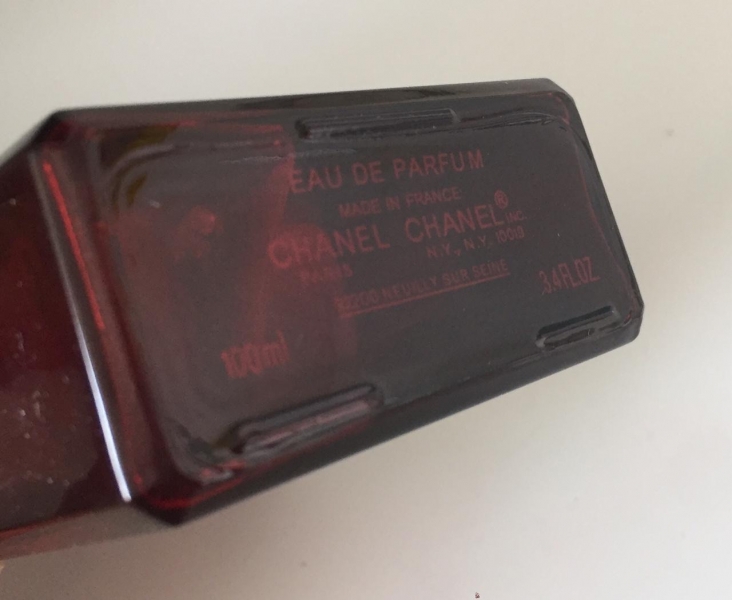 EAU DE PARFUM
MADE IN FRANCE
CHANEL CHANEL® INC.
PARIS N.Y., N.Y. 10019
92200 NEUILLY SUR SEINE
100ml 3.4FL.OZ